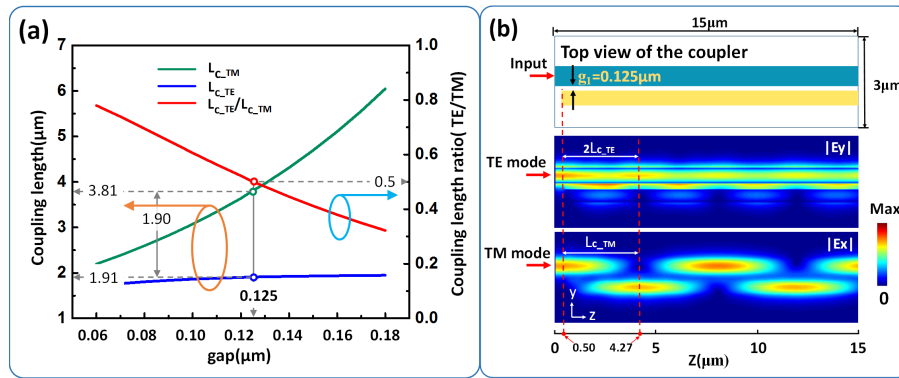 (a)
7
6
5
4
3
2
1
Coupling length(μm)
L_C_TM
L_C_TE
L_C_TE/L_C_TM
3.81
1.90
1.91
0.5
0.125
0.06 0.08 0.10 0.12 0.14 0.16 0.18
gap(μm)
1.0
0.8
0.6
0.4
0.2
0.0
Coupling length ratio( TE/TM)
(b)
15μm
Top view of the coupler
Input
g₁=0.125μm
3μm
|Ey|
2L_C_TE
TE mode
|Ex|
L_C_TM
TM mode
y
z
Max
0
0 5 10 15
0.50 4.27
Z(μm)